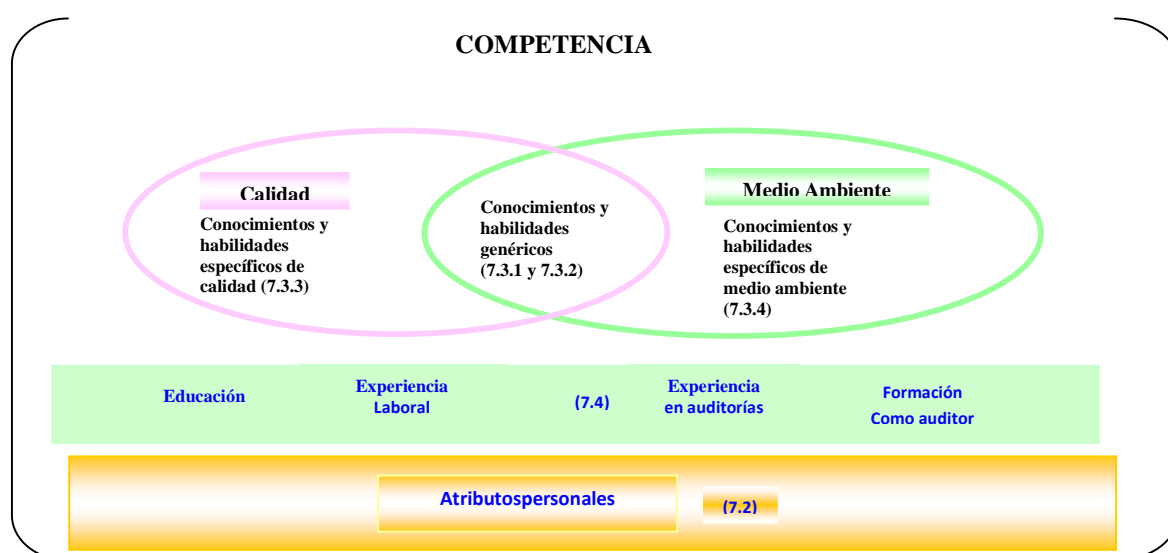 COMPETENCIA
Calidad
Conocimientos y
habilidades
específicos de
calidad (7.3.3)
Conocimientos y
habilidades
genéricos
(7.3.1 y 7.3.2)
Medio Ambiente
Conocimientos y
habilidades
específicos de
medio ambiente
(7.3.4)
Educación
Experiencia
Laboral
(7.4)
Experiencia
en auditorías
Formación
Como auditor
Atributospersonales
(7.2)